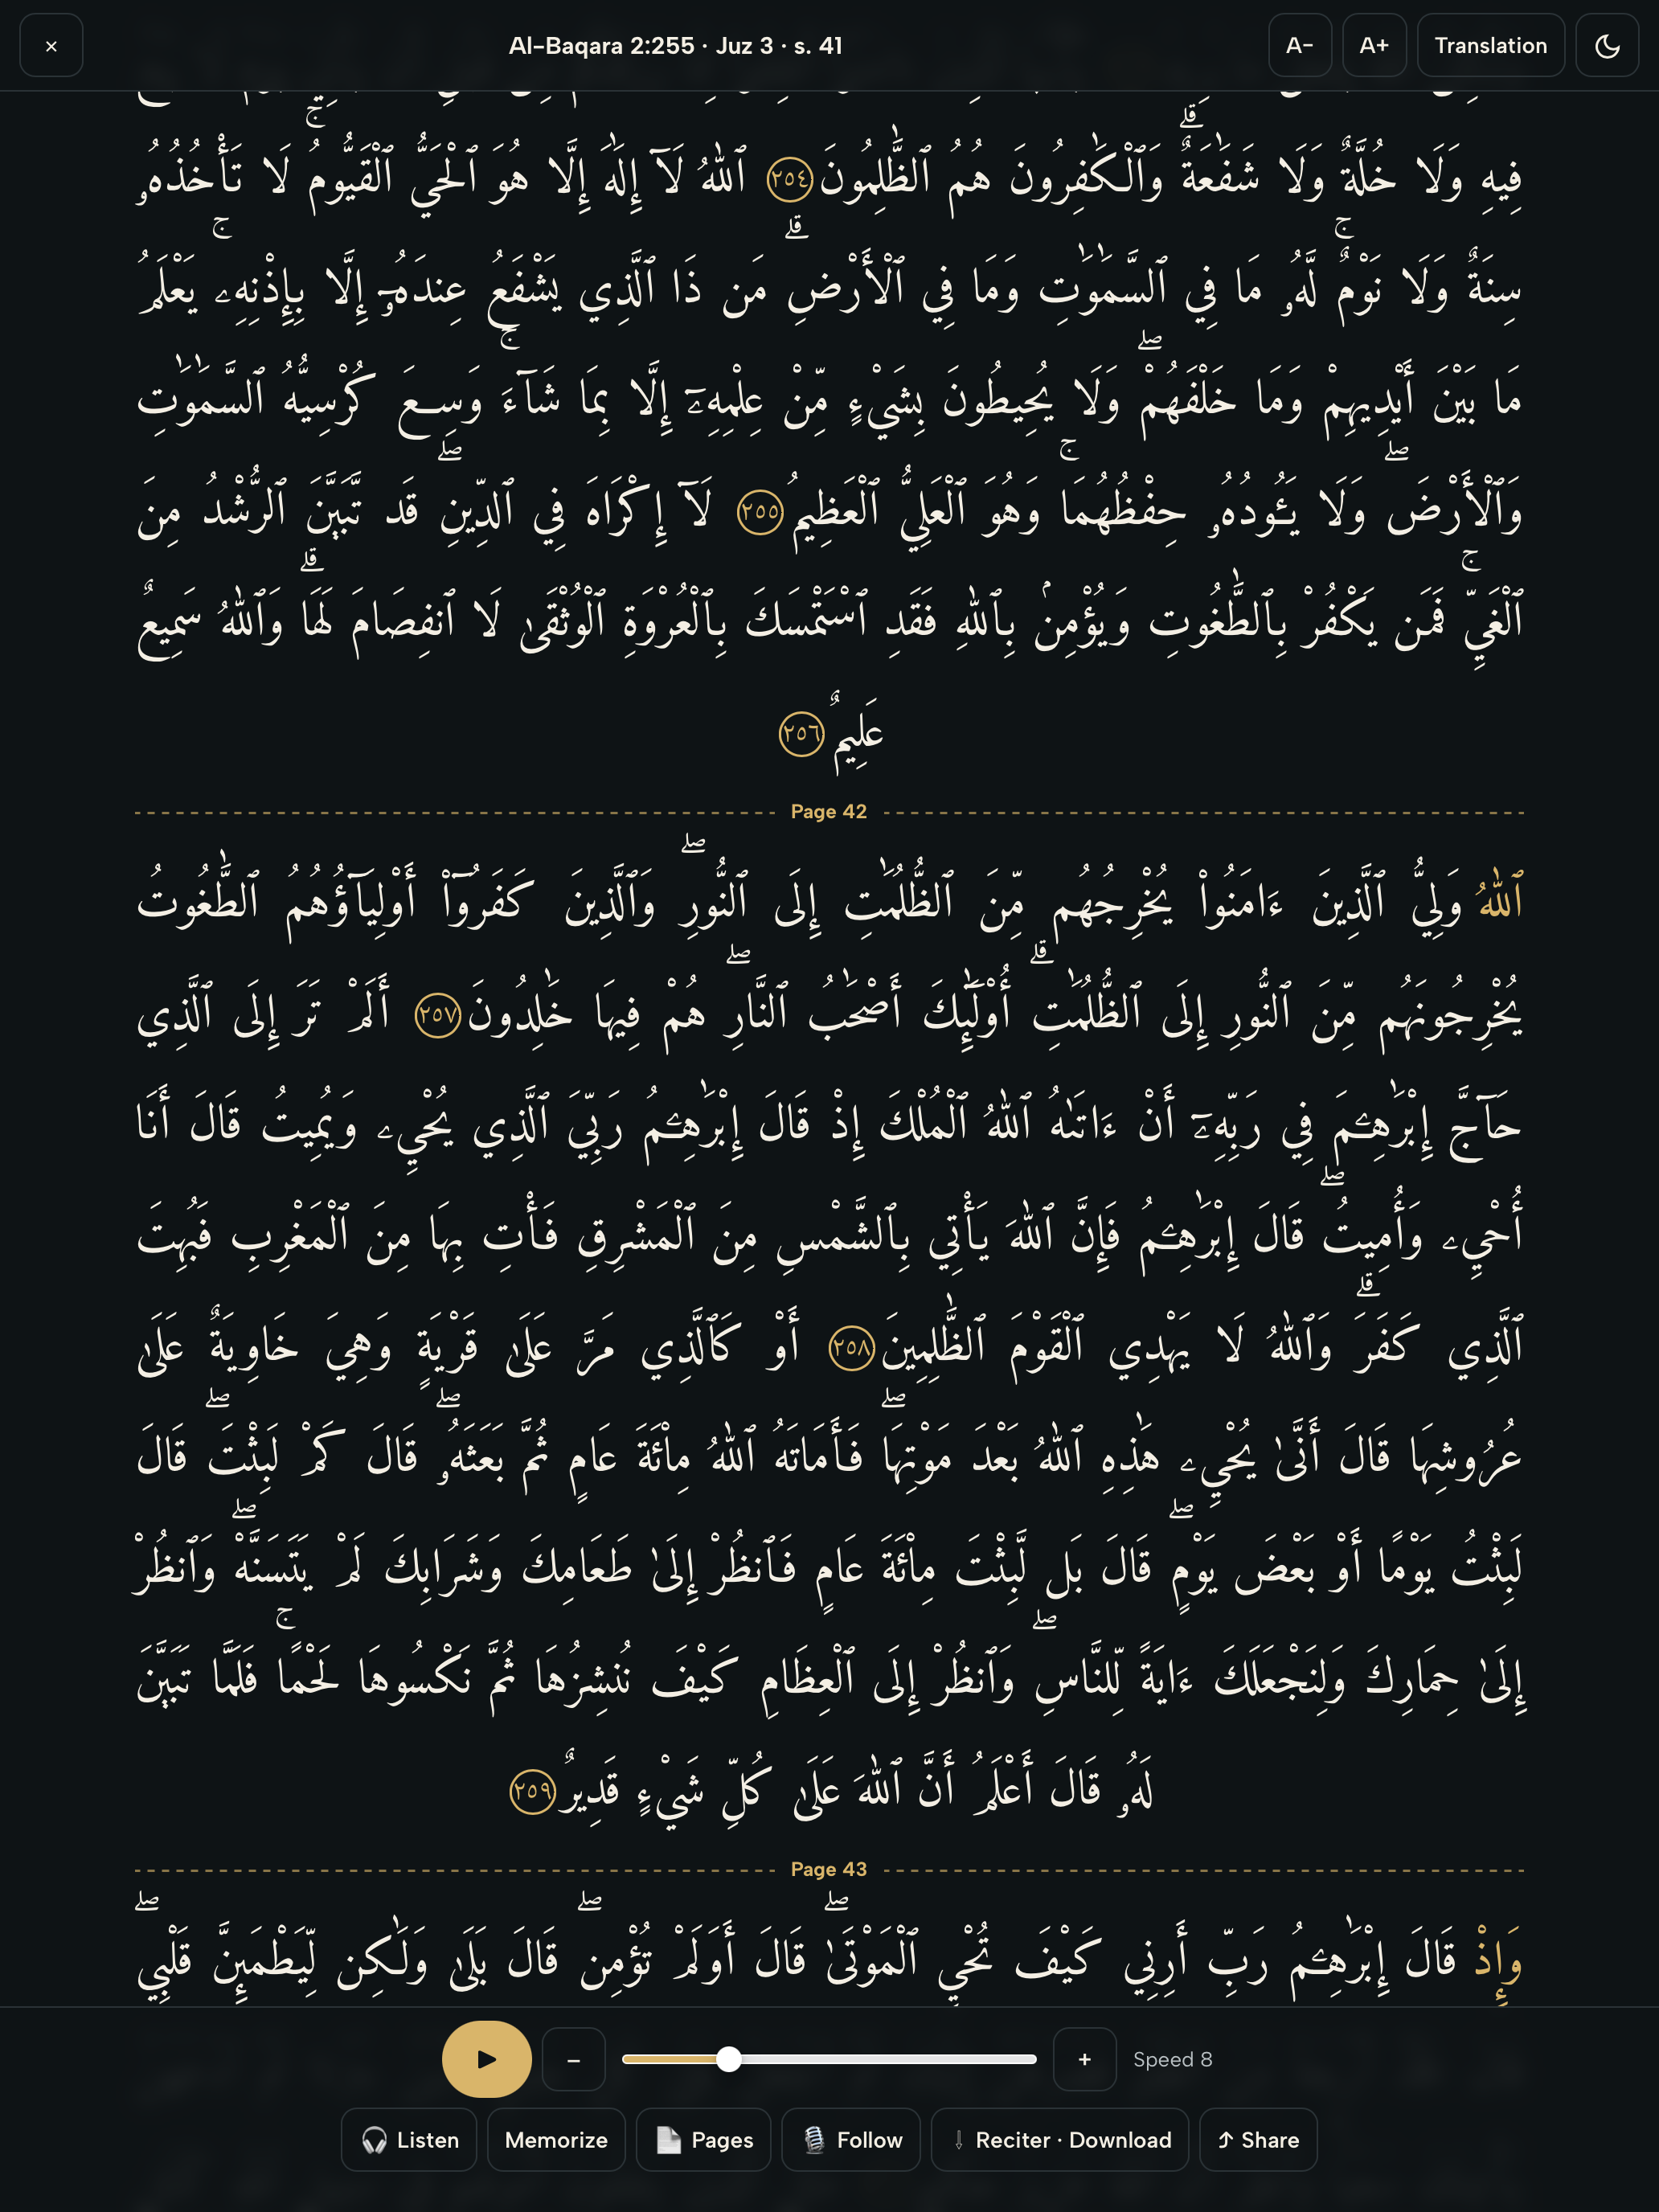 × Al-Baqara 2:255 · Juz 3 · s. 41 A- A+ Translation
فِيهِ وَلَا خُلَّةٌ وَلَا شَفَٰعَةٌ ۗ وَٱلْكَٰفِرُونَ هُمُ ٱلظَّٰلِمُونَ ٢٥٤ ٱللَّهُ لَآ إِلَٰهَ إِلَّا هُوَ ٱلْحَيُّ ٱلْقَيُّومُ ۚ لَا تَأْخُذُهُۥ
سِنَةٌ وَلَا نَوْمٌ ۚ لَّهُۥ مَا فِي ٱلسَّمَٰوَٰتِ وَمَا فِي ٱلْأَرْضِ ۗ مَن ذَا ٱلَّذِي يَشْفَعُ عِندَهُۥٓ إِلَّا بِإِذْنِهِۦ ۚ يَعْلَمُ
مَا بَيْنَ أَيْدِيهِمْ وَمَا خَلْفَهُمْ ۖ وَلَا يُحِيطُونَ بِشَيْءٍ مِّنْ عِلْمِهِۦٓ إِلَّا بِمَا شَآءَ ۚ وَسِعَ كُرْسِيُّهُ ٱلسَّمَٰوَٰتِ
وَٱلْأَرْضَ ۖ وَلَا يَـُٔودُهُۥ حِفْظُهُمَا ۚ وَهُوَ ٱلْعَلِيُّ ٱلْعَظِيمُ ٢٥٥ لَآ إِكْرَاهَ فِي ٱلدِّينِ ۖ قَد تَّبَيَّنَ ٱلرُّشْدُ مِنَ
ٱلْغَيِّ ۚ فَمَن يَكْفُرْ بِٱلطَّٰغُوتِ وَيُؤْمِنۢ بِٱللَّهِ فَقَدِ ٱسْتَمْسَكَ بِٱلْعُرْوَةِ ٱلْوُثْقَىٰ لَا ٱنفِصَامَ لَهَا ۗ وَٱللَّهُ سَمِيعٌ
عَلِيمٌ ٢٥٦
Page 42
ٱللَّهُ وَلِيُّ ٱلَّذِينَ ءَامَنُوا۟ يُخْرِجُهُم مِّنَ ٱلظُّلُمَٰتِ إِلَى ٱلنُّورِ ۖ وَٱلَّذِينَ كَفَرُوٓا۟ أَوْلِيَآؤُهُمُ ٱلطَّٰغُوتُ
يُخْرِجُونَهُم مِّنَ ٱلنُّورِ إِلَى ٱلظُّلُمَٰتِ ۗ أُو۟لَٰٓئِكَ أَصْحَٰبُ ٱلنَّارِ ۖ هُمْ فِيهَا خَٰلِدُونَ ٢٥٧ أَلَمْ تَرَ إِلَى ٱلَّذِي
حَآجَّ إِبْرَٰهِـۧمَ فِي رَبِّهِۦٓ أَنْ ءَاتَىٰهُ ٱللَّهُ ٱلْمُلْكَ إِذْ قَالَ إِبْرَٰهِـۧمُ رَبِّيَ ٱلَّذِي يُحْيِۦ وَيُمِيتُ قَالَ أَنَا۠
أُحْيِۦ وَأُمِيتُ ۖ قَالَ إِبْرَٰهِـۧمُ فَإِنَّ ٱللَّهَ يَأْتِي بِٱلشَّمْسِ مِنَ ٱلْمَشْرِقِ فَأْتِ بِهَا مِنَ ٱلْمَغْرِبِ فَبُهِتَ
ٱلَّذِي كَفَرَ ۗ وَٱللَّهُ لَا يَهْدِي ٱلْقَوْمَ ٱلظَّٰلِمِينَ ٢٥٨ أَوْ كَٱلَّذِي مَرَّ عَلَىٰ قَرْيَةٍ وَهِيَ خَاوِيَةٌ عَلَىٰ
عُرُوشِهَا قَالَ أَنَّىٰ يُحْيِۦ هَٰذِهِ ٱللَّهُ بَعْدَ مَوْتِهَا ۖ فَأَمَاتَهُ ٱللَّهُ مِا۟ئَةَ عَامٍ ثُمَّ بَعَثَهُۥ ۖ قَالَ كَمْ لَبِثْتَ ۖ قَالَ
لَبِثْتُ يَوْمًا أَوْ بَعْضَ يَوْمٍ ۖ قَالَ بَل لَّبِثْتَ مِا۟ئَةَ عَامٍ فَٱنظُرْ إِلَىٰ طَعَامِكَ وَشَرَابِكَ لَمْ يَتَسَنَّهْ ۖ وَٱنظُرْ
إِلَىٰ حِمَارِكَ وَلِنَجْعَلَكَ ءَايَةً لِّلنَّاسِ ۖ وَٱنظُرْ إِلَى ٱلْعِظَامِ كَيْفَ نُنشِزُهَا ثُمَّ نَكْسُوهَا لَحْمًا ۚ فَلَمَّا تَبَيَّنَ
لَهُۥ قَالَ أَعْلَمُ أَنَّ ٱللَّهَ عَلَىٰ كُلِّ شَيْءٍ قَدِيرٌ ٢٥٩
Page 43
وَإِذْ قَالَ إِبْرَٰهِـۧمُ رَبِّ أَرِنِي كَيْفَ تُحْيِ ٱلْمَوْتَىٰ ۖ قَالَ أَوَلَمْ تُؤْمِن ۖ قَالَ بَلَىٰ وَلَٰكِن لِّيَطْمَئِنَّ قَلْبِي ۖ
– + Speed 8
Listen Memorize Pages Follow Reciter · Download Share